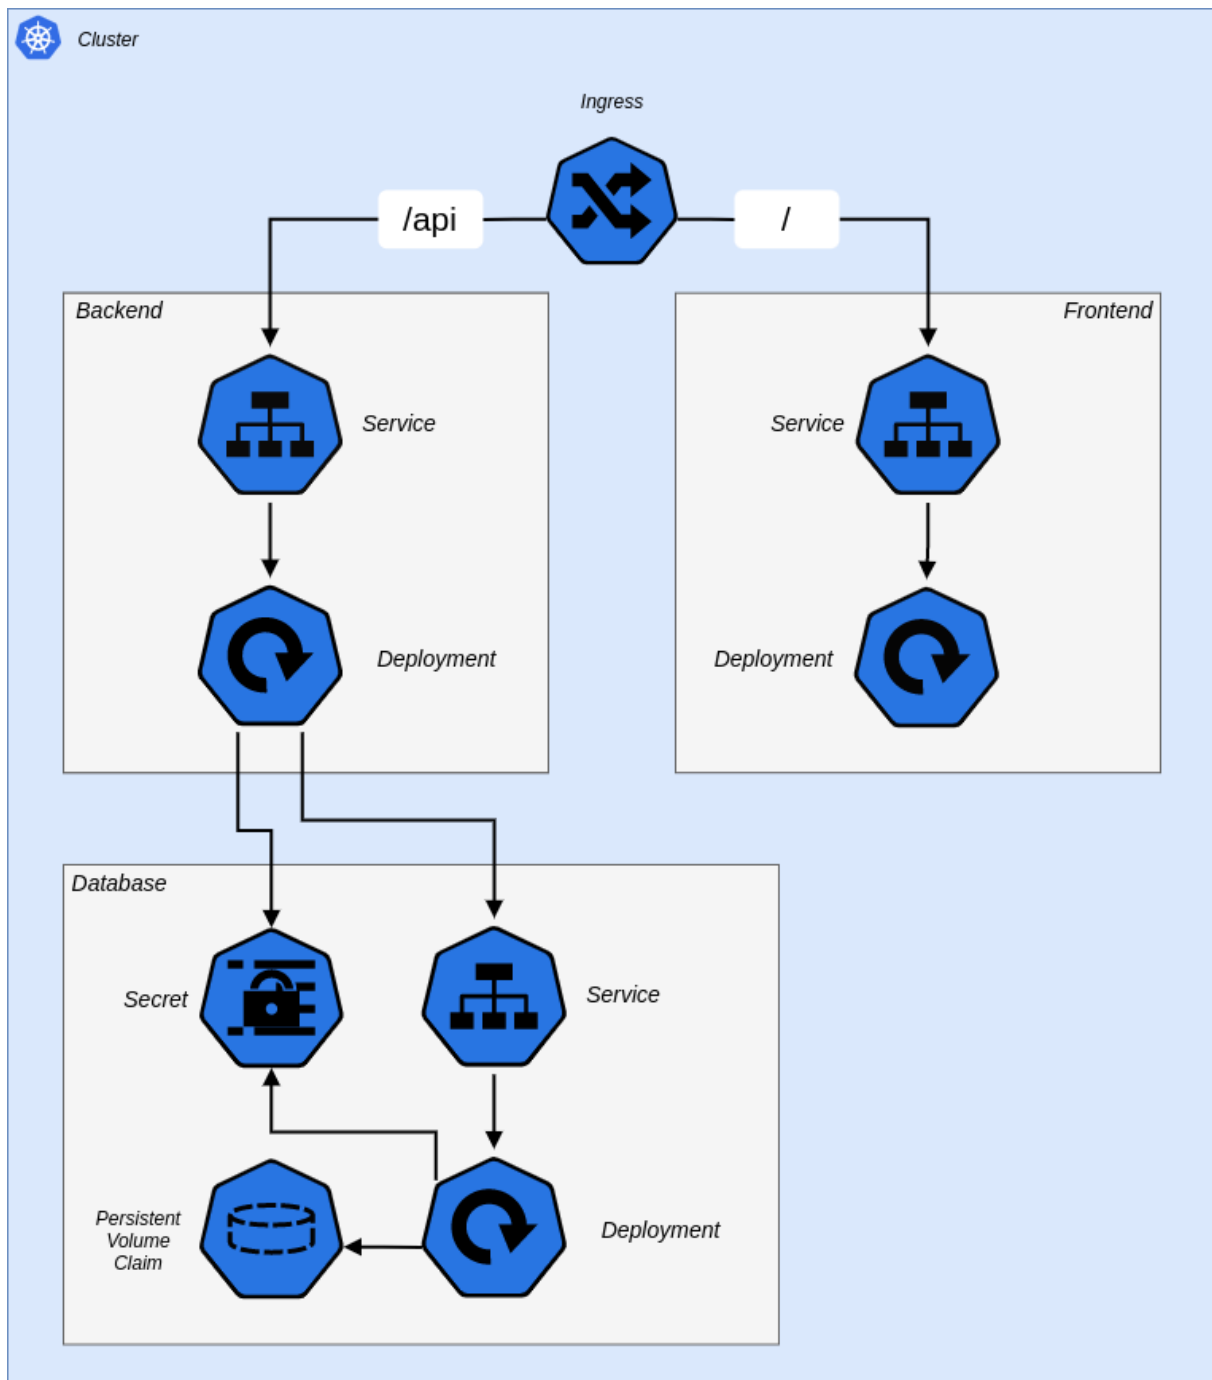 Cluster
Ingress
/api
/
Backend
Frontend
Service
Service
Deployment
Deployment
Database
Secret
Service
Persistent
Volume
Claim
Deployment